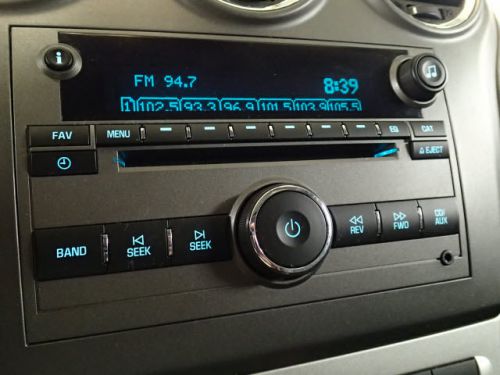 i FM 94.7 8:39
1 102.5 93.3 96.9 101.5 103.9 105.5
FAV MENU EQ CAT
EJECT
BAND SEEK SEEK REV FWD CD/AUX